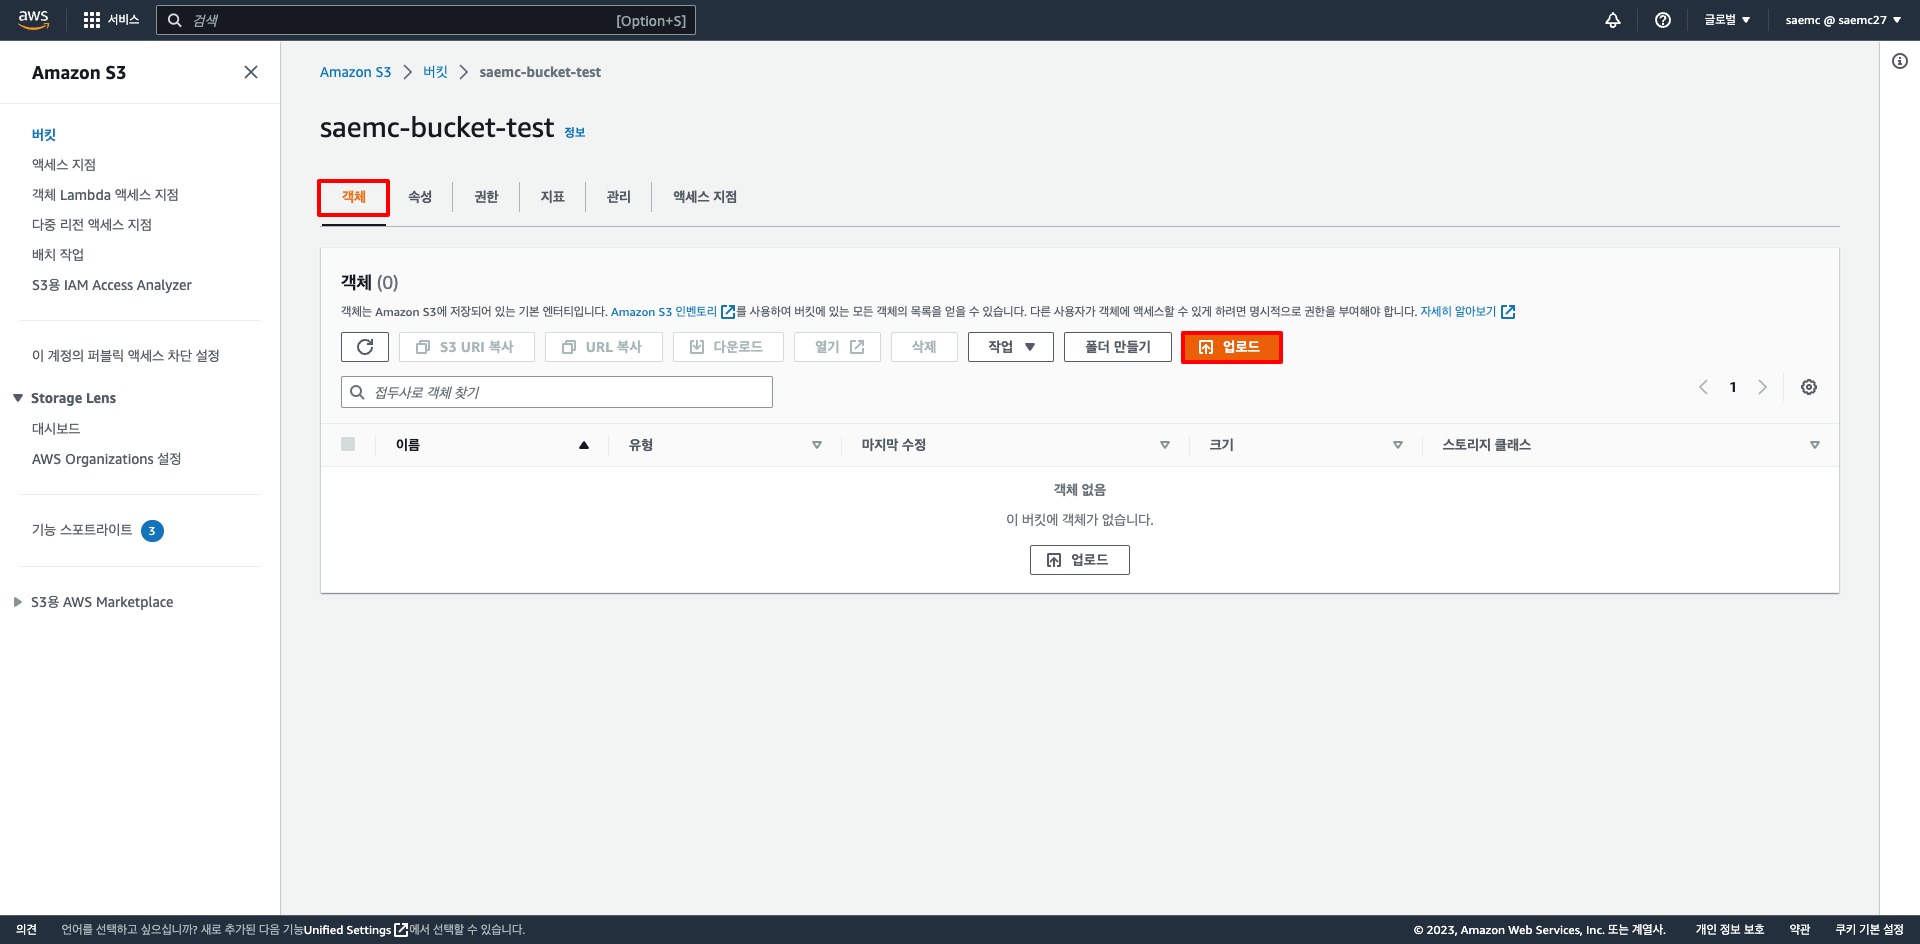 aws 서비스 검색 [Option+S] 글로벌 saemc @ saemc27
Amazon S3
버킷
액세스 지점
객체 Lambda 액세스 지점
다중 리전 액세스 지점
배치 작업
S3용 IAM Access Analyzer
이 계정의 퍼블릭 액세스 차단 설정
Storage Lens
대시보드
AWS Organizations 설정
기능 스포트라이트 3
S3용 AWS Marketplace
Amazon S3 > 버킷 > saemc-bucket-test
saemc-bucket-test 정보
객체 속성 권한 지표 관리 액세스 지점
객체 (0)
객체는 Amazon S3에 저장되어 있는 기본 엔터티입니다. Amazon S3 인벤토리를 사용하여 버킷에 있는 모든 객체의 목록을 얻을 수 있습니다. 다른 사용자가 객체에 액세스할 수 있게 하려면 명시적으로 권한을 부여해야 합니다. 자세히 알아보기
S3 URI 복사 URL 복사 다운로드 열기 삭제 작업 폴더 만들기 업로드
접두사로 객체 찾기 1
이름 유형 마지막 수정 크기 스토리지 클래스
객체 없음
이 버킷에 객체가 없습니다.
업로드
의견 언어를 선택하고 싶으십니까? 새로 추가된 다음 기능Unified Settings에서 선택할 수 있습니다. © 2023, Amazon Web Services, Inc. 또는 계열사. 개인 정보 보호 약관 쿠키 기본 설정